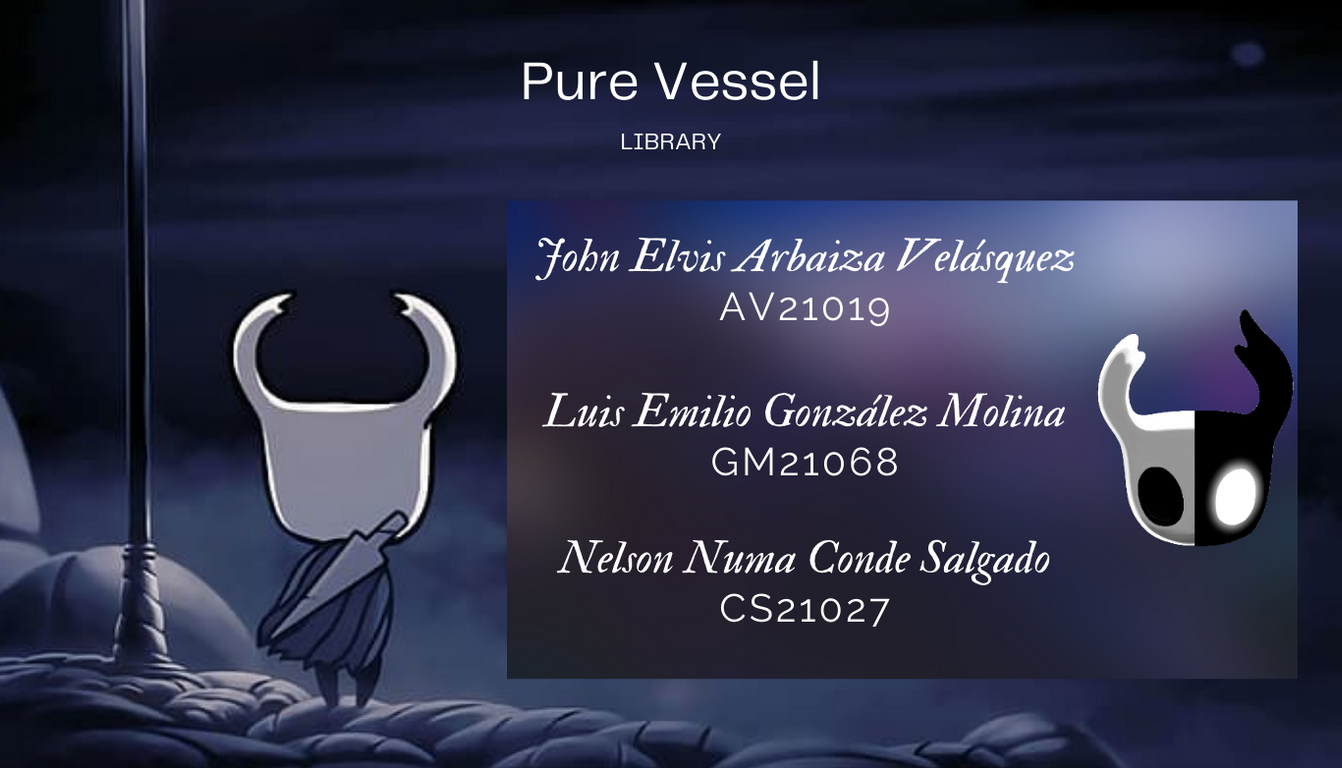 Pure Vessel
LIBRARY
John Elvis Arbaiza Velásquez
AV21019
Luis Emilio González Molina
GM21068
Nelson Numa Conde Salgado
CS21027